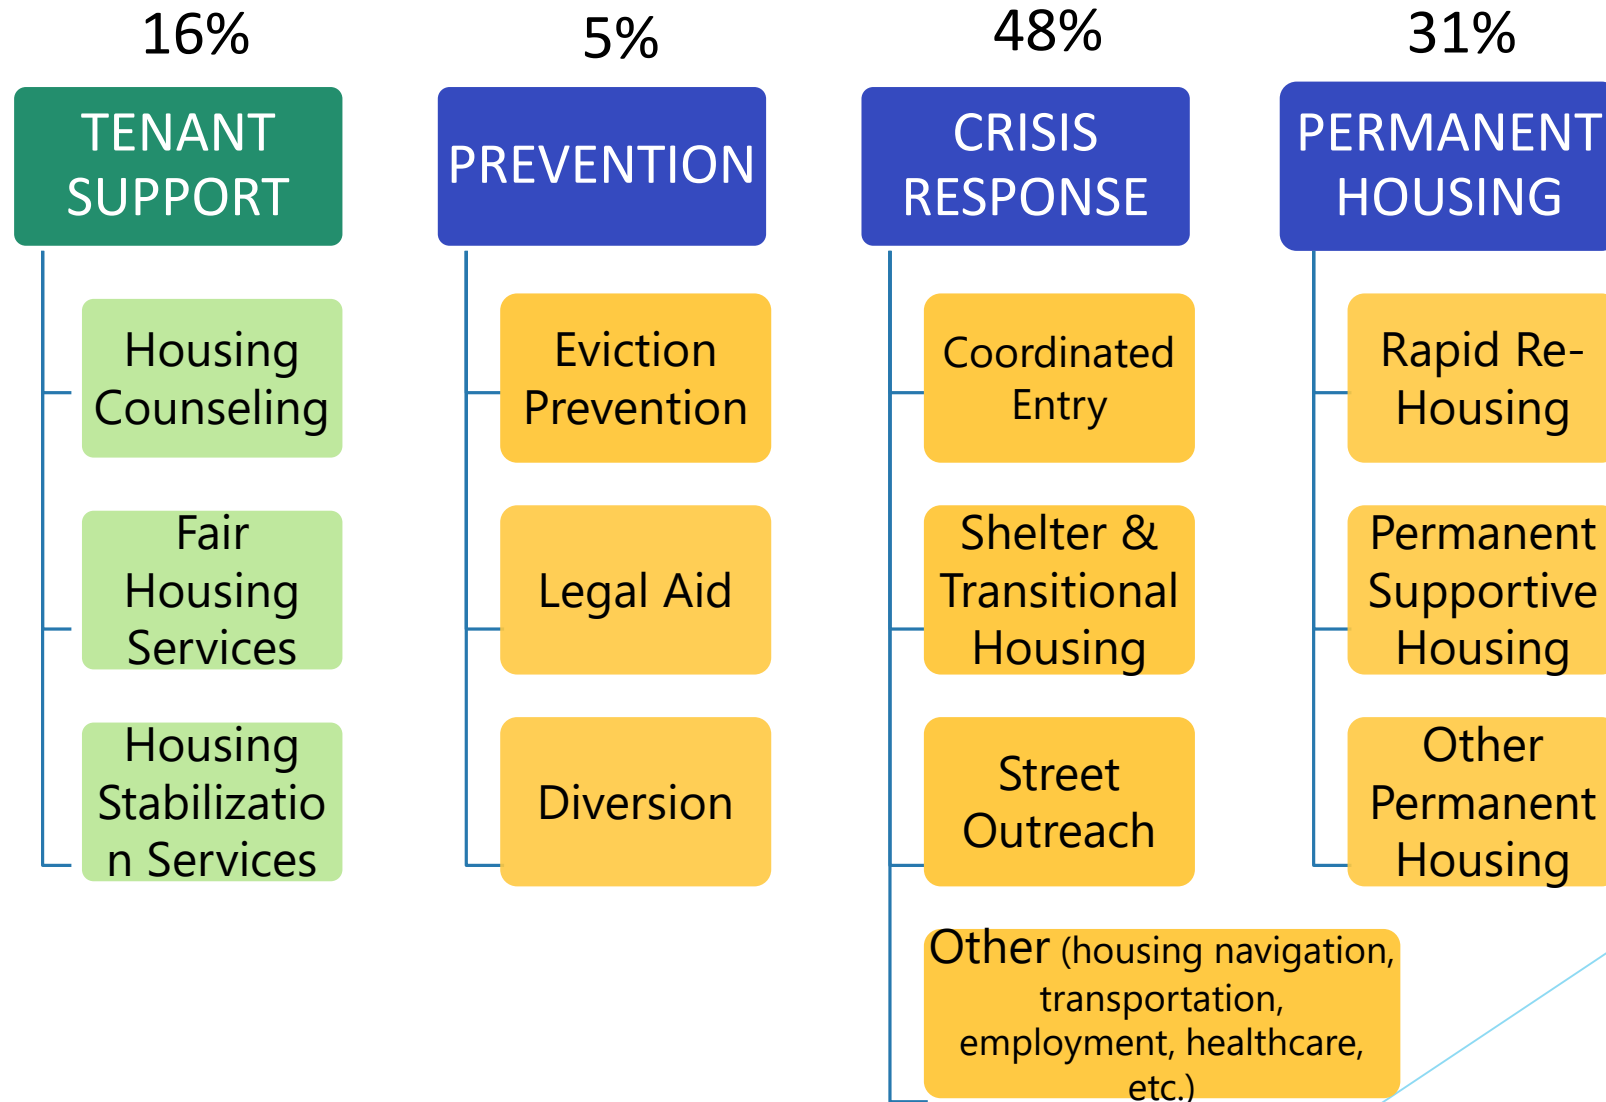 16%
TENANT
SUPPORT
Housing
Counseling
Fair
Housing
Services
Housing
Stabilizatio
n Services
5%
PREVENTION
Eviction
Prevention
Legal Aid
Diversion
48%
CRISIS
RESPONSE
Coordinated
Entry
Shelter &
Transitional
Housing
Street
Outreach
Other (housing navigation,
transportation,
employment, healthcare,
etc.)
31%
PERMANENT
HOUSING
Rapid Re-
Housing
Permanent
Supportive
Housing
Other
Permanent
Housing